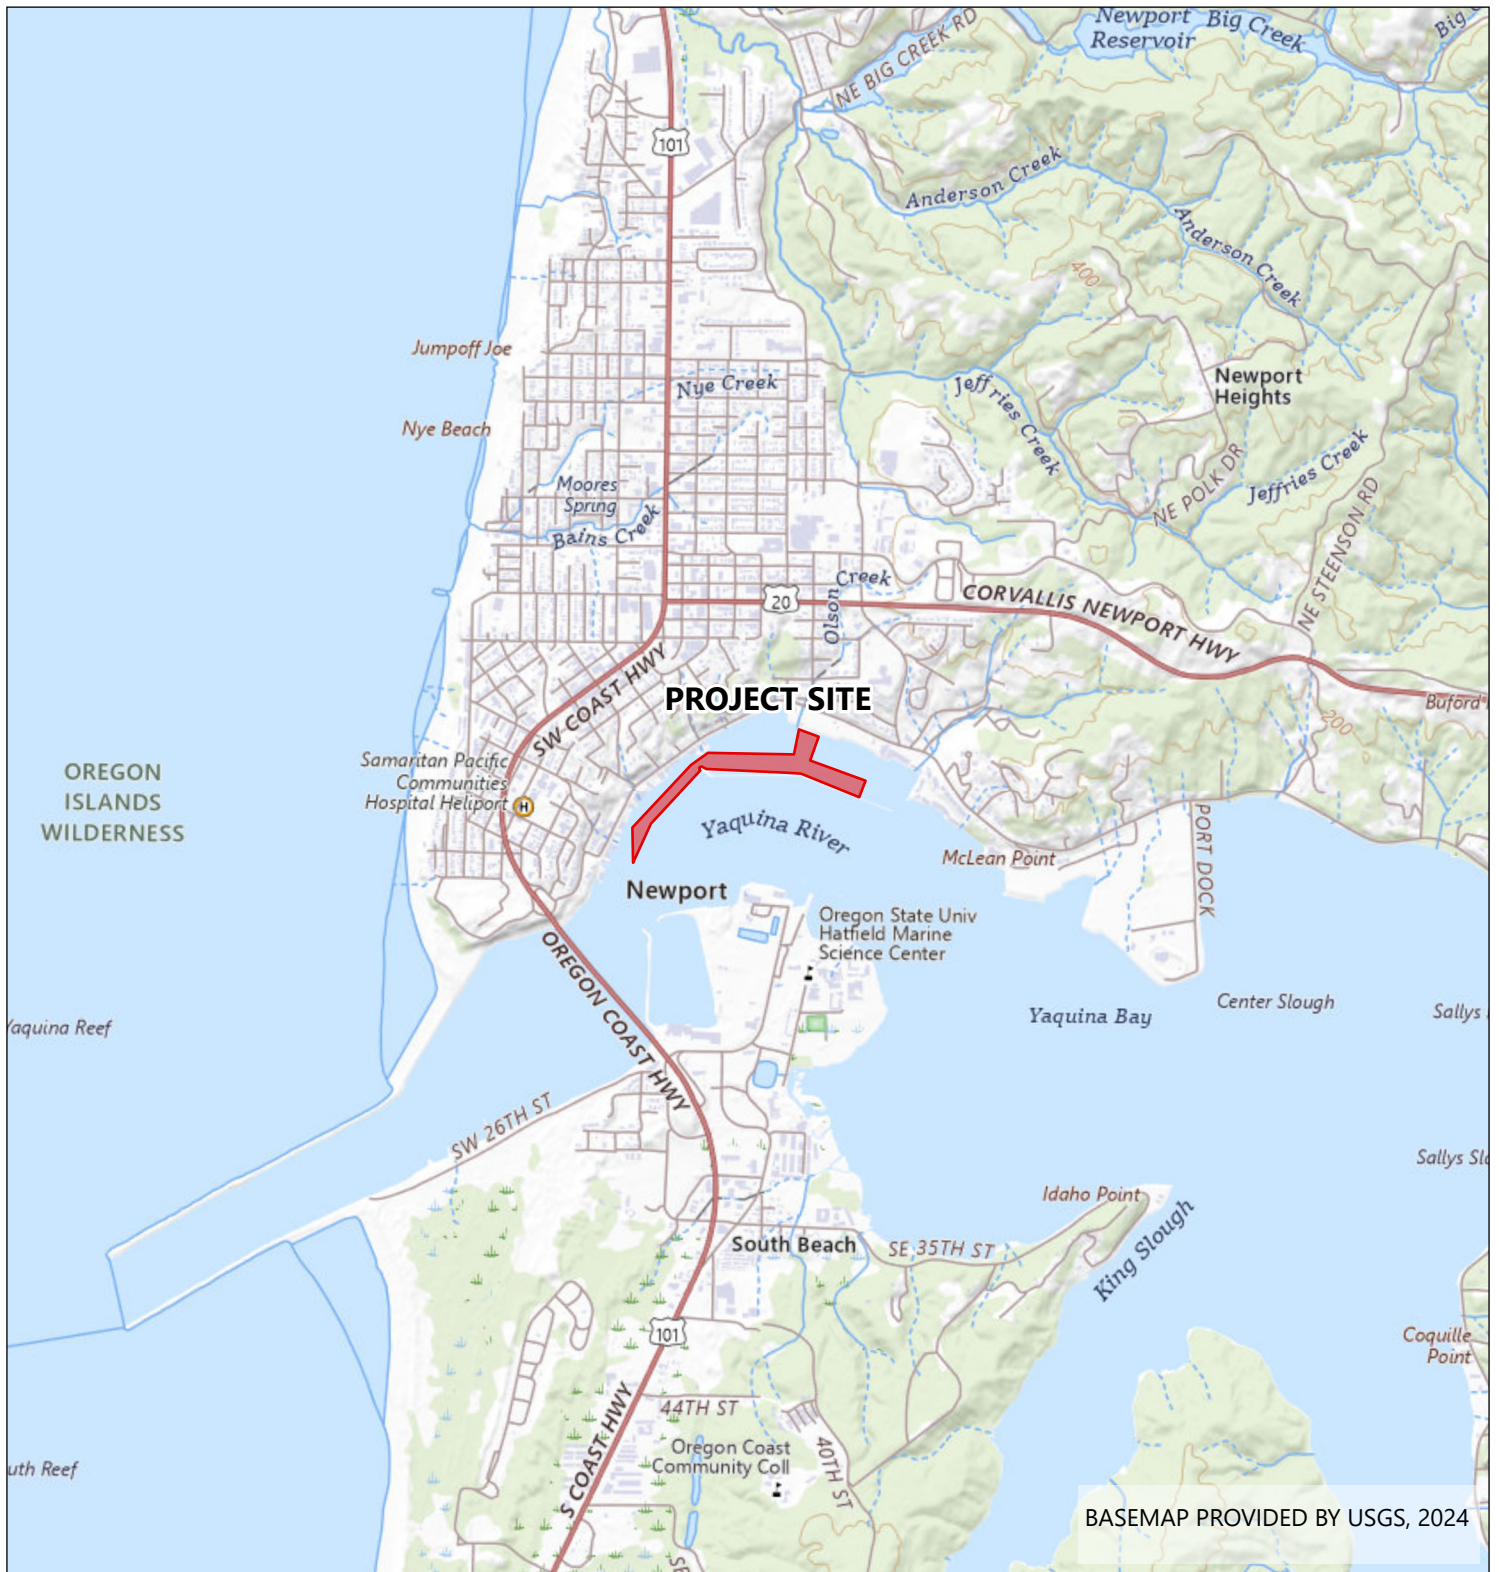 Newport
Reservoir
Big Creek
Big
NE BIG CREEK RD
101
Anderson Creek
Anderson Creek
400
Jumpoff Joe
Nye Creek
Newport
Heights
Jeffries Creek
Nye Beach
Jeffries Creek
NE POLK DR
Moores
Spring
Bains Creek
NE STEENSON RD
Olson Creek
20
CORVALLIS NEWPORT HWY
SW COAST HWY
PROJECT SITE
Buford
200
Samaritan Pacific
Communities
Hospital Heliport
H
OREGON
ISLANDS
WILDERNESS
Yaquina River
McLean Point
PORT DOCK
Newport
Oregon State Univ
Hatfield Marine
Science Center
OREGON COAST HWY
Yaquina Bay
Center Slough
Sallys
aquina Reef
SW 26TH ST
Sallys Slo
Idaho Point
King Slough
South Beach
SE 35TH ST
101
Coquille
Point
44TH ST
S COAST HWY
Oregon Coast
Community Coll
40TH ST
uth Reef
BASEMAP PROVIDED BY USGS, 2024
SE